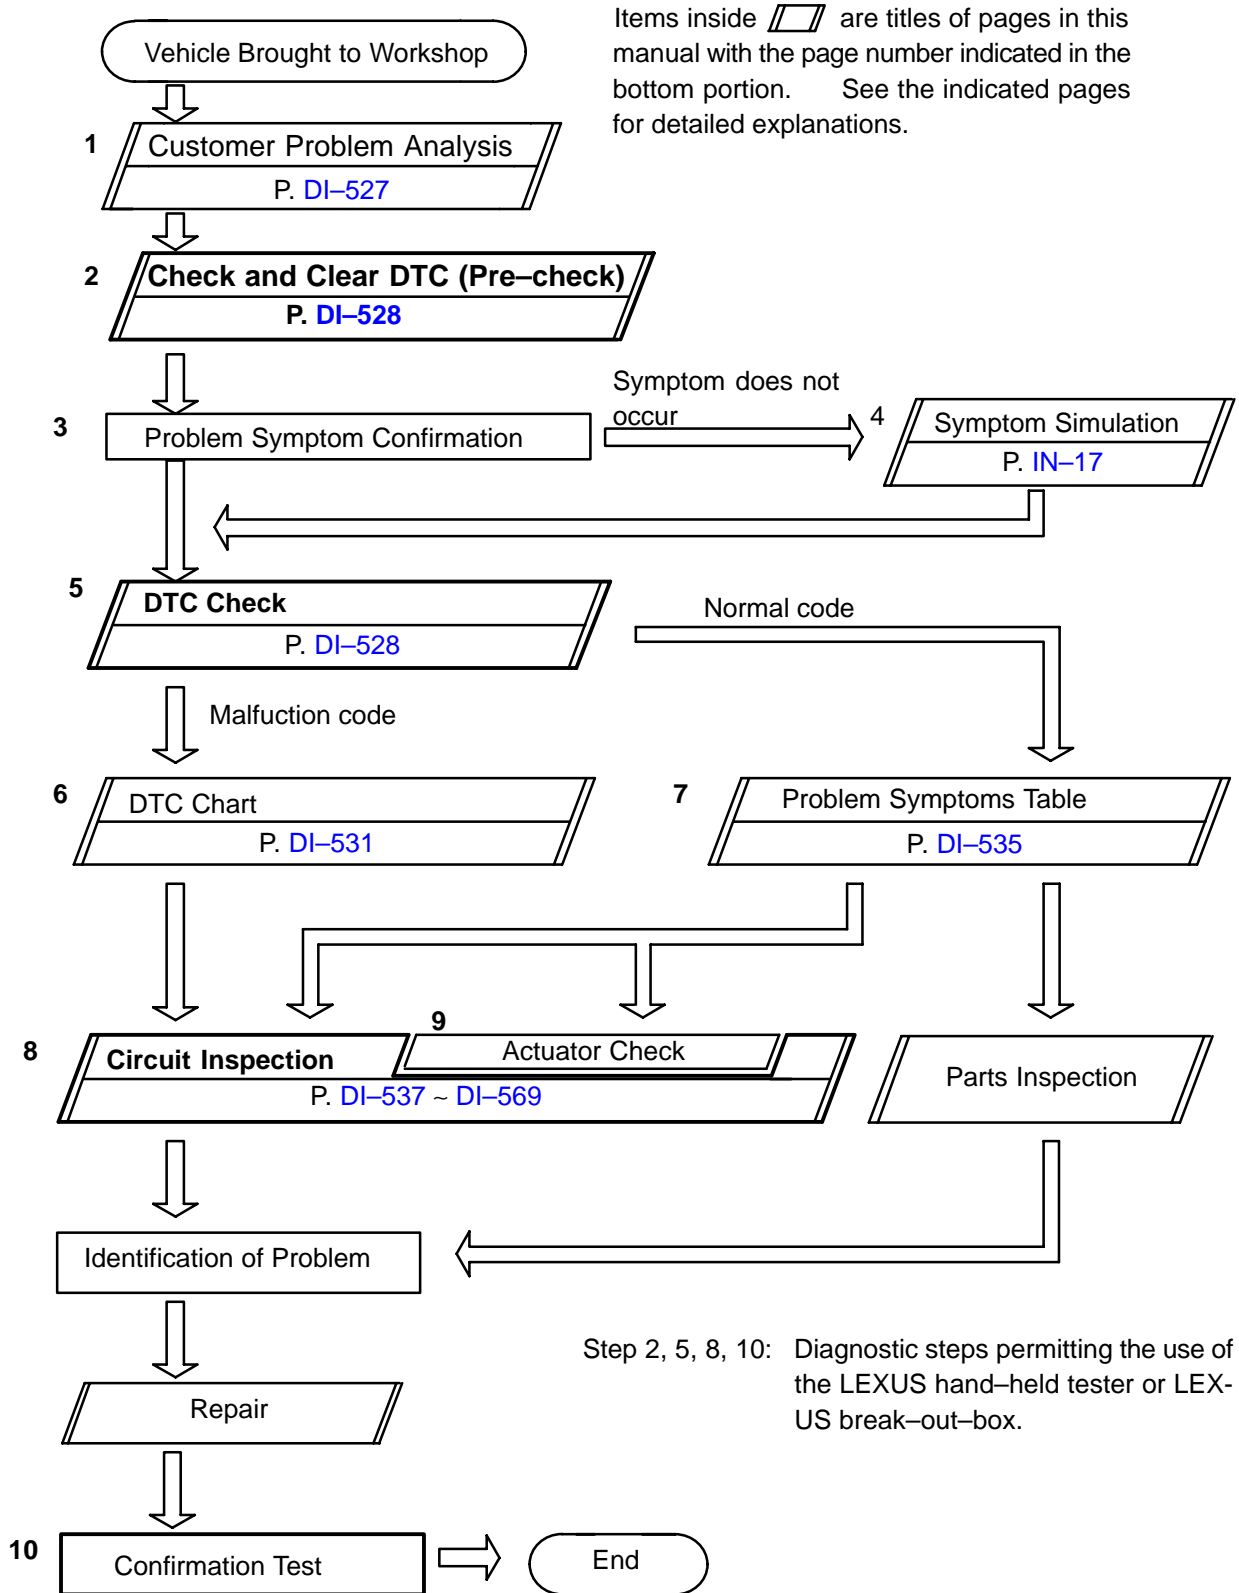 Vehicle Brought to Workshop
Items inside are titles of pages in this
manual with the page number indicated in the
bottom portion. See the indicated pages
for detailed explanations.
1
Customer Problem Analysis
P. DI–527
2
Check and Clear DTC (Pre–check)
P. DI–528
3
Problem Symptom Confirmation
Symptom does not
occur
4
Symptom Simulation
P. IN–17
5
DTC Check
P. DI–528
Normal code
Malfuction code
6
DTC Chart
P. DI–531
7
Problem Symptoms Table
P. DI–535
8
Circuit Inspection
9
Actuator Check
P. DI–537 ~ DI–569
Parts Inspection
Identification of Problem
Step 2, 5, 8, 10: Diagnostic steps permitting the use of
the LEXUS hand–held tester or LEX-
US break–out–box.
Repair
10
Confirmation Test
End